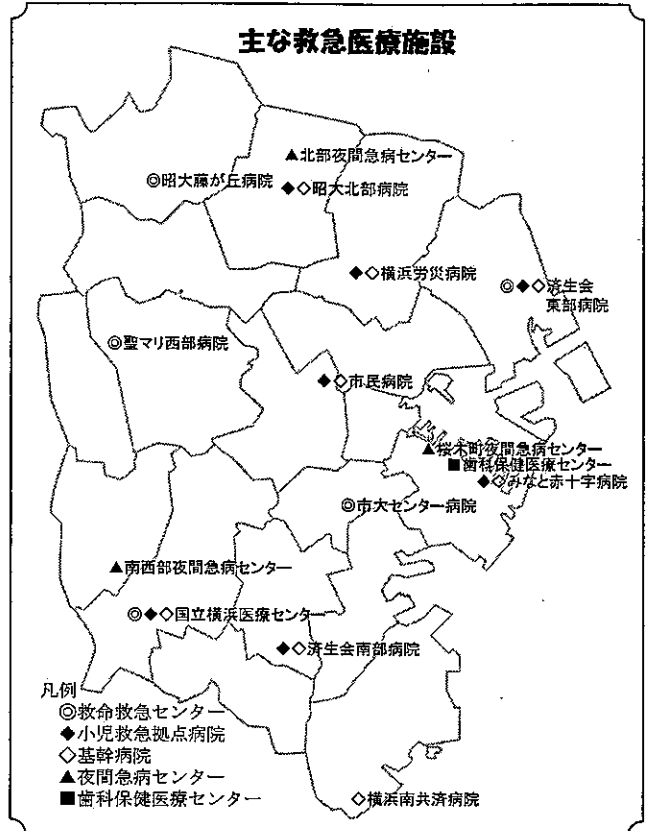 主な救急医療施設
▲北部夜間急病センター
◎昭大藤が丘病院
◆◇昭大北部病院
◆◇横浜労災病院
◎◆◇済生会
東部病院
◎聖マリ西部病院
◆◇市民病院
▲桜木町夜間急病センター
■歯科保健医療センター
◆◇みなと赤十字病院
◎市大センター病院
▲南西部夜間急病センター
◎◆◇国立横浜医療センター
◆◇済生会南部病院
凡例
◎救命救急センター
◆小児救急拠点病院
◇基幹病院
▲夜間急病センター
■歯科保健医療センター
◇横浜南共済病院